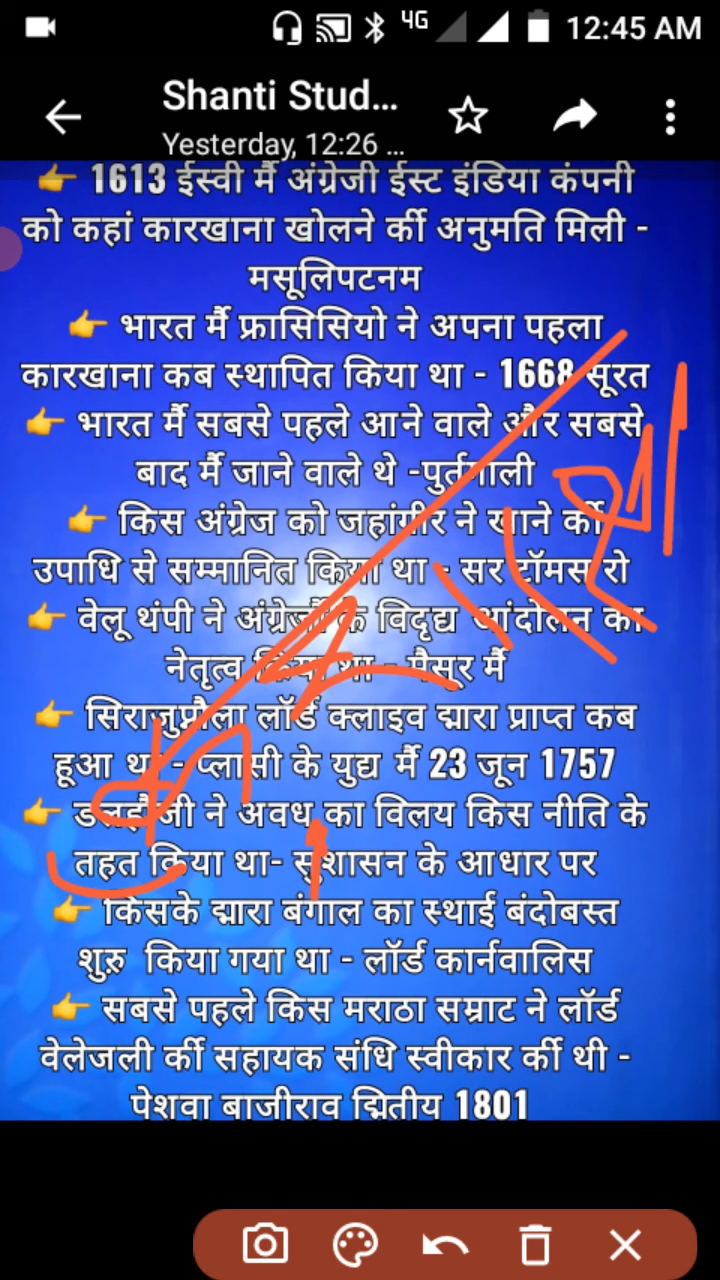 4G 12:45 AM
Shanti Stud...
Yesterday, 12:26 ...
👉 1613 ईस्वी मैं अंग्रेजी ईस्ट इंडिया कंपनी
को कहां कारखाना खोलने कीं अनुमति मिली -
मसूलिपटनम
👉 भारत मैं फ्रासिसियो ने अपना पहला
कारखाना कब स्थापित किया था - 1668 सूरत
👉 भारत मैं सबसे पहले आने वाले और सबसे
बाद मैं जाने वाले थे -पुर्तगाली
👉 किस अंग्रेज को जहांगीर ने खाने कीं
उपाधि से सम्मानित किया था - सर टॉमस रो
👉 वेलू थंपी ने अंग्रेजों के विदृद्य आंदोलन का
नेतृत्व किया था - मैसूर मैं
👉 सिराजुद्दौला लॉर्ड क्लाइव द्वारा प्राप्त कब
हूआ था - प्लासी के युद्य मैं 23 जून 1757
👉 डलहौजी ने अवध का विलय किस नीति के
तहत किया था- सुशासन के आधार पर
👉 किसके द्वारा बंगाल का स्थाई बंदोबस्त
शुरु किया गया था - लॉर्ड कार्नवालिस
👉 सबसे पहले किस मराठा सम्राट ने लॉर्ड
वेलेजली कीं सहायक संधि स्वीकार कीं थी -
पेशवा बाजीराव द्वितीय 1801